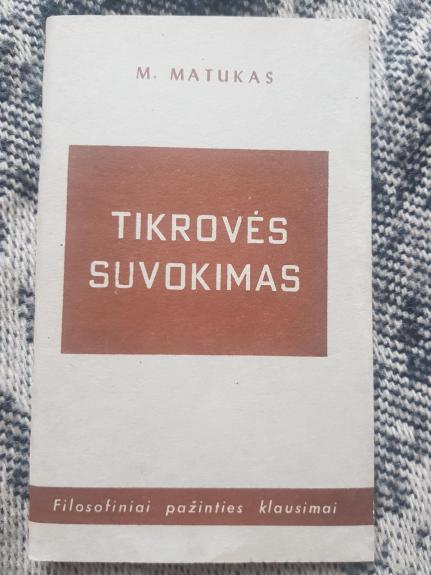 M. MATUKAS
TIKROVĖS
SUVOKIMAS
Filosofiniai pažinties klausimai